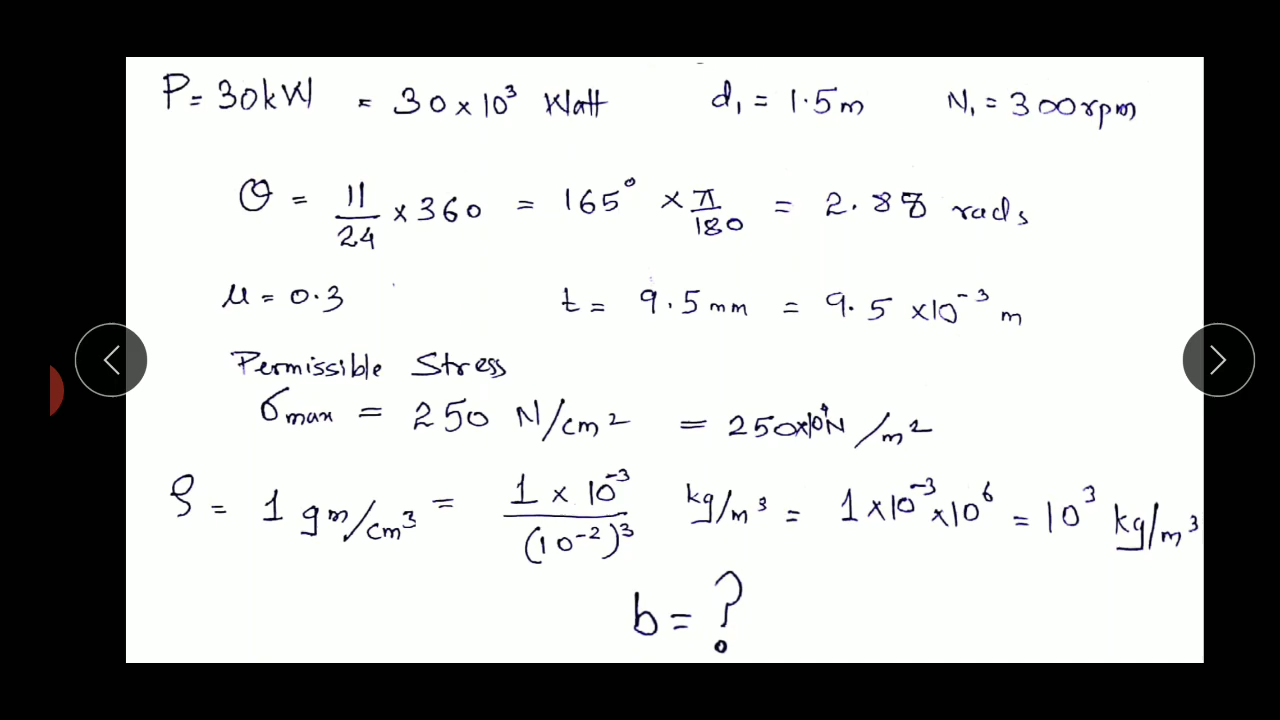 P = 30kW = 30 × 10³ Watt d₁ = 1.5m N₁ = 300rpm
θ = 11/24 × 360 = 165° × π/180 = 2.88 rads
μ = 0.3 t = 9.5mm = 9.5 ×10⁻³ m
Permissible Stress
σmax = 250 N/cm² = 250×10⁴N /m²
ρ = 1 gm/cm³ = 1 × 10⁻³/(10⁻²)³ kg/m³ = 1×10⁻³×10⁶ = 10³ kg/m³
b = ?